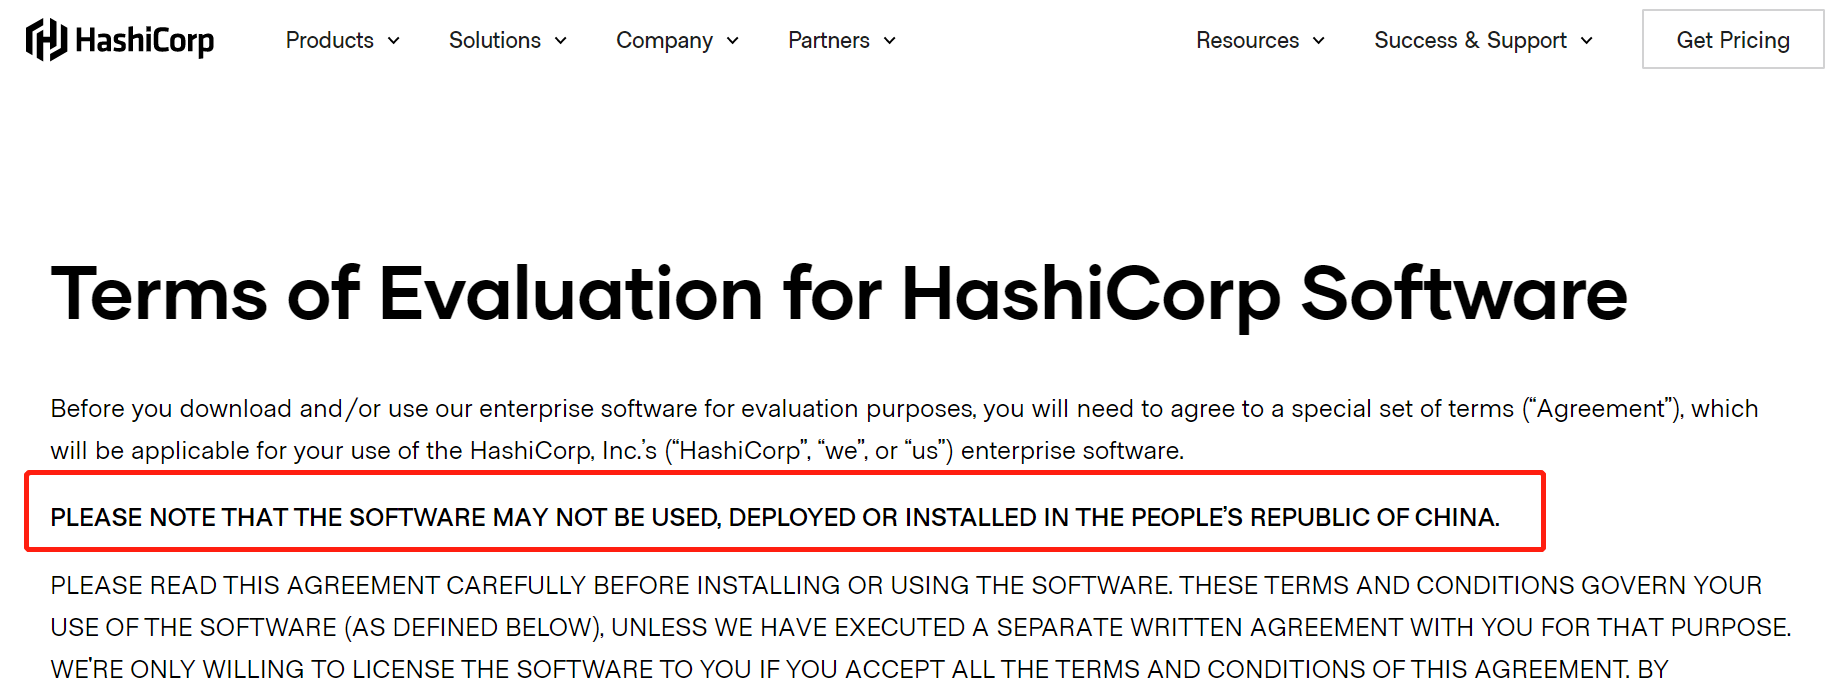 HashiCorp Products Solutions Company Partners Resources Success & Support Get Pricing
Terms of Evaluation for HashiCorp Software
Before you download and/or use our enterprise software for evaluation purposes, you will need to agree to a special set of terms (“Agreement”), which
will be applicable for your use of the HashiCorp, Inc.’s (“HashiCorp”, “we”, or “us”) enterprise software.
PLEASE NOTE THAT THE SOFTWARE MAY NOT BE USED, DEPLOYED OR INSTALLED IN THE PEOPLE’S REPUBLIC OF CHINA.
PLEASE READ THIS AGREEMENT CAREFULLY BEFORE INSTALLING OR USING THE SOFTWARE. THESE TERMS AND CONDITIONS GOVERN YOUR
USE OF THE SOFTWARE (AS DEFINED BELOW), UNLESS WE HAVE EXECUTED A SEPARATE WRITTEN AGREEMENT WITH YOU FOR THAT PURPOSE.
WE’RE ONLY WILLING TO LICENSE THE SOFTWARE TO YOU IF YOU ACCEPT ALL THE TERMS AND CONDITIONS OF THIS AGREEMENT. BY